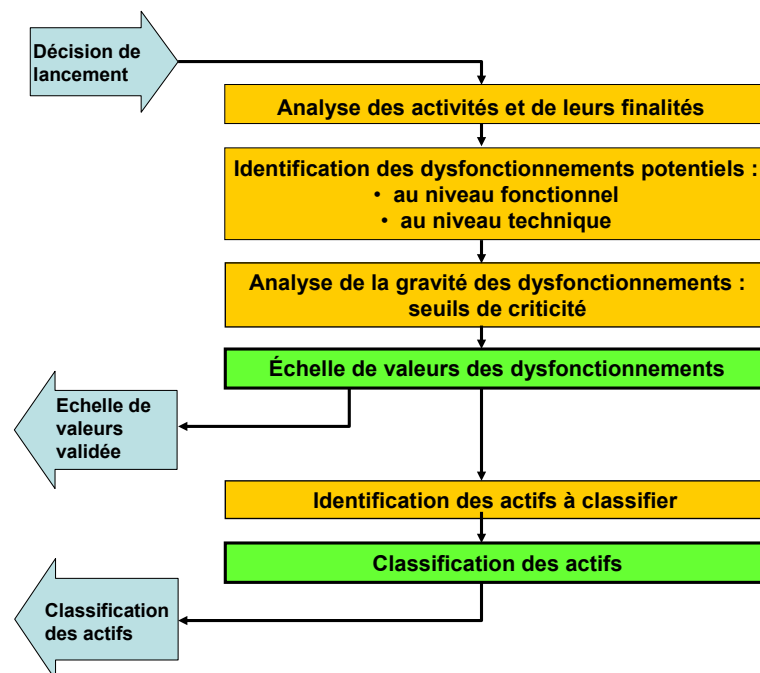 Décision de
lancement
Analyse des activités et de leurs finalités
Identification des dysfonctionnements potentiels :
• au niveau fonctionnel
• au niveau technique
Analyse de la gravité des dysfonctionnements :
seuils de criticité
Échelle de valeurs des dysfonctionnements
Echelle de
valeurs
validée
Identification des actifs à classifier
Classification des actifs
Classification
des actifs